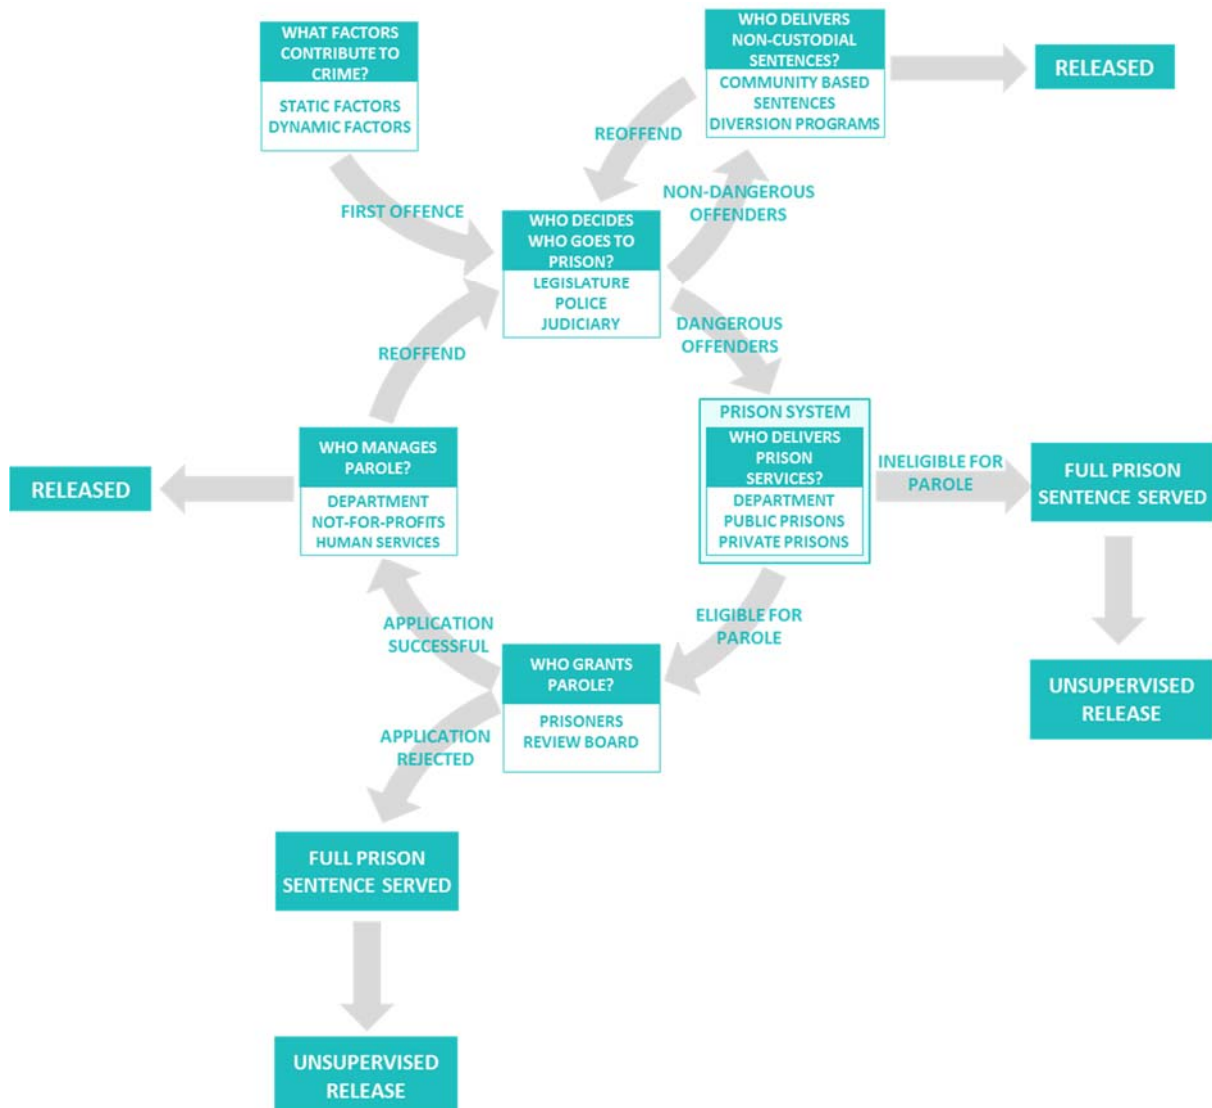 WHAT FACTORS
CONTRIBUTE TO
CRIME?
STATIC FACTORS
DYNAMIC FACTORS
WHO DELIVERS
NON-CUSTODIAL
SENTENCES?
COMMUNITY BASED
SENTENCES
DIVERSION PROGRAMS
RELEASED
REOFFEND
FIRST OFFENCE
NON-DANGEROUS
OFFENDERS
WHO DECIDES
WHO GOES TO
PRISON?
LEGISLATURE
POLICE
JUDICIARY
DANGEROUS
OFFENDERS
REOFFEND
PRISON SYSTEM
WHO DELIVERS
PRISON
SERVICES?
DEPARTMENT
PUBLIC PRISONS
PRIVATE PRISONS
INELIGIBLE FOR
PAROLE
FULL PRISON
SENTENCE SERVED
WHO MANAGES
PAROLE?
DEPARTMENT
NOT-FOR-PROFITS
HUMAN SERVICES
RELEASED
APPLICATION
SUCCESSFUL
ELIGIBLE FOR
PAROLE
WHO GRANTS
PAROLE?
PRISONERS
REVIEW BOARD
UNSUPERVISED
RELEASE
APPLICATION
REJECTED
FULL PRISON
SENTENCE SERVED
UNSUPERVISED
RELEASE